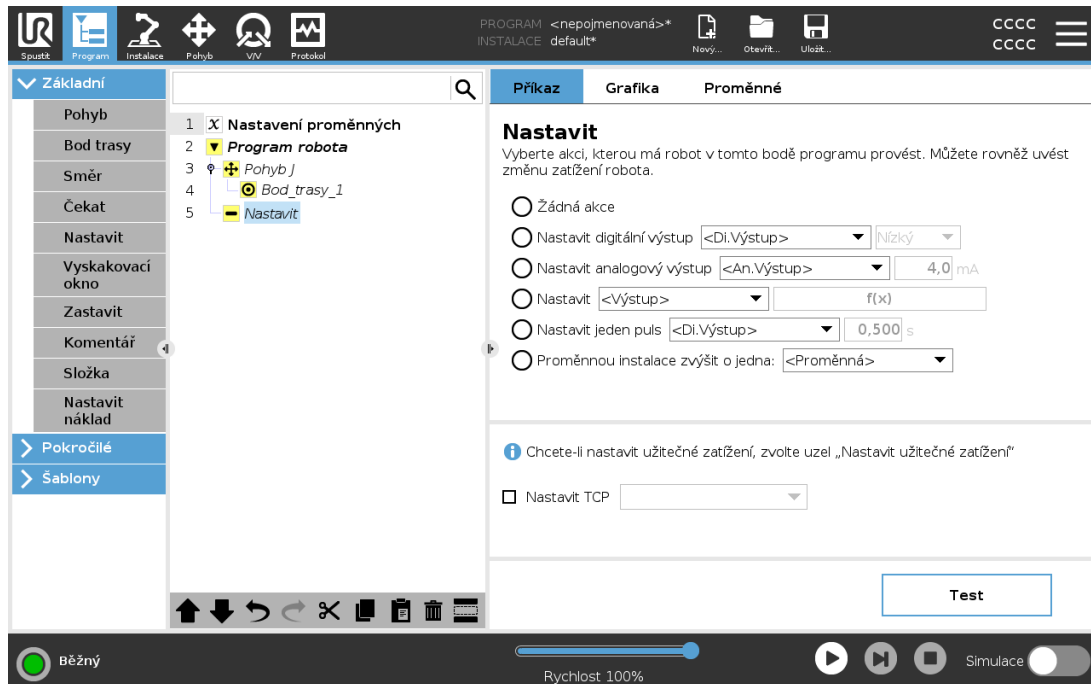 PROGRAM <nepojmenovaná>*
INSTALACE default*
CCCC
CCCC
Spustit
Program
Instalace
Pohyb
V/V
Protokol
Nový...
Otevřít...
Uložit...
Základní
Pohyb
Bod trasy
Směr
Čekat
Nastavit
Vyskakovací
okno
Zastavit
Komentář
Složka
Nastavit
náklad
Pokročilé
Šablony
1 X Nastavení proměnných
2 Program robota
3 Pohyb J
4 Bod_trasy_1
5 Nastavit
Příkaz
Grafika
Proměnné
Nastavit
Vyberte akci, kterou má robot v tomto bodě programu provést. Můžete rovněž uvést
změnu zatížení robota.
Žádná akce
Nastavit digitální výstup <Di.Výstup> Nízký
Nastavit analogový výstup <An.Výstup> 4,0 mA
Nastavit <Výstup> f(x)
Nastavit jeden puls <Di.Výstup> 0,500 s
Proměnnou instalace zvýšit o jedna: <Proměnná>
Chcete-li nastavit užitečné zatížení, zvolte uzel „Nastavit užitečné zatížení“
Nastavit TCP
Test
Běžný
Rychlost 100%
Simulace